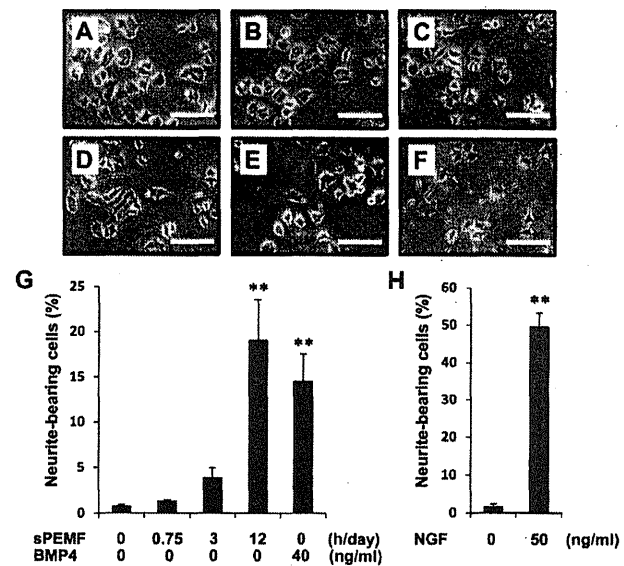 A B C
D E F
G
Neurite-bearing cells (%)
25
20
15
10
5
0
**
**
sPEMF 0 0.75 3 12 0 (h/day)
BMP4 0 0 0 0 40 (ng/ml)
H
Neurite-bearing cells (%)
60
50
40
30
20
10
0
**
NGF 0 50 (ng/ml)